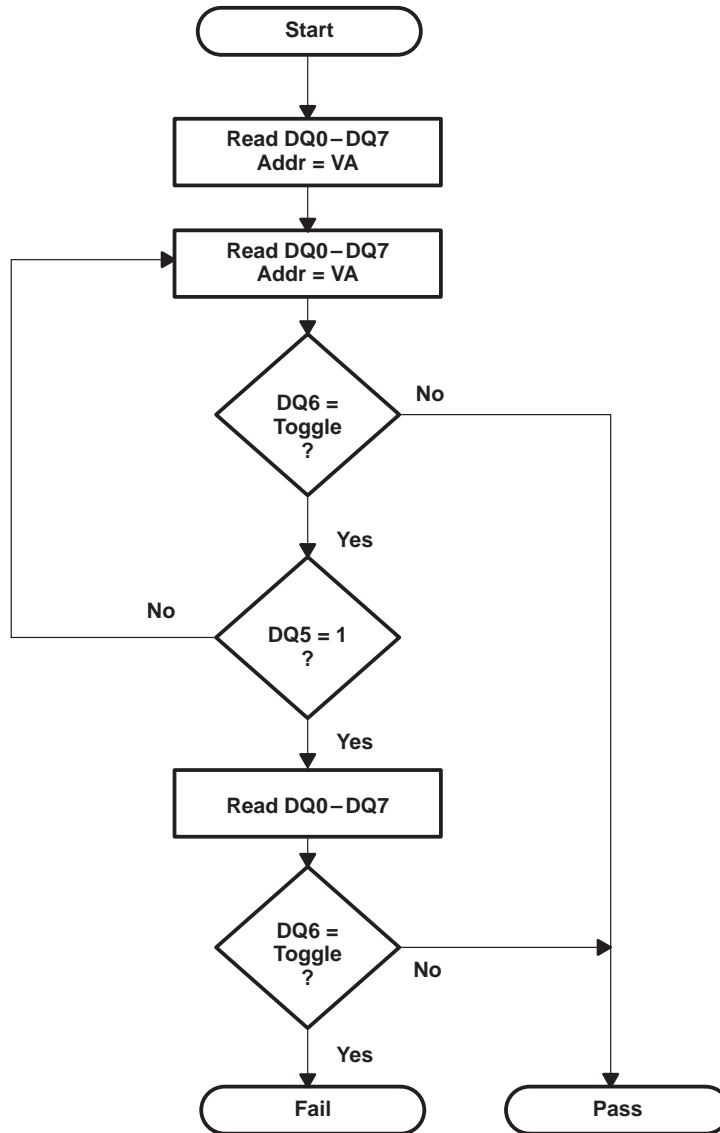 Start
Read DQ0–DQ7
Addr = VA
Read DQ0–DQ7
Addr = VA
DQ6 =
Toggle
?
No
Yes
DQ5 = 1
?
No
Yes
Read DQ0–DQ7
DQ6 =
Toggle
?
No
Yes
Fail
Pass